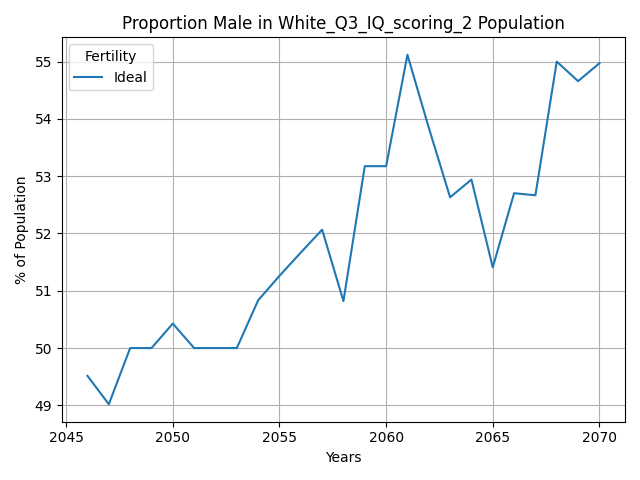 Proportion Male in White_Q3_IQ_scoring_2 Population
Fertility
Ideal
% of Population
55
54
53
52
51
50
49
2045 2050 2055 2060 2065 2070
Years